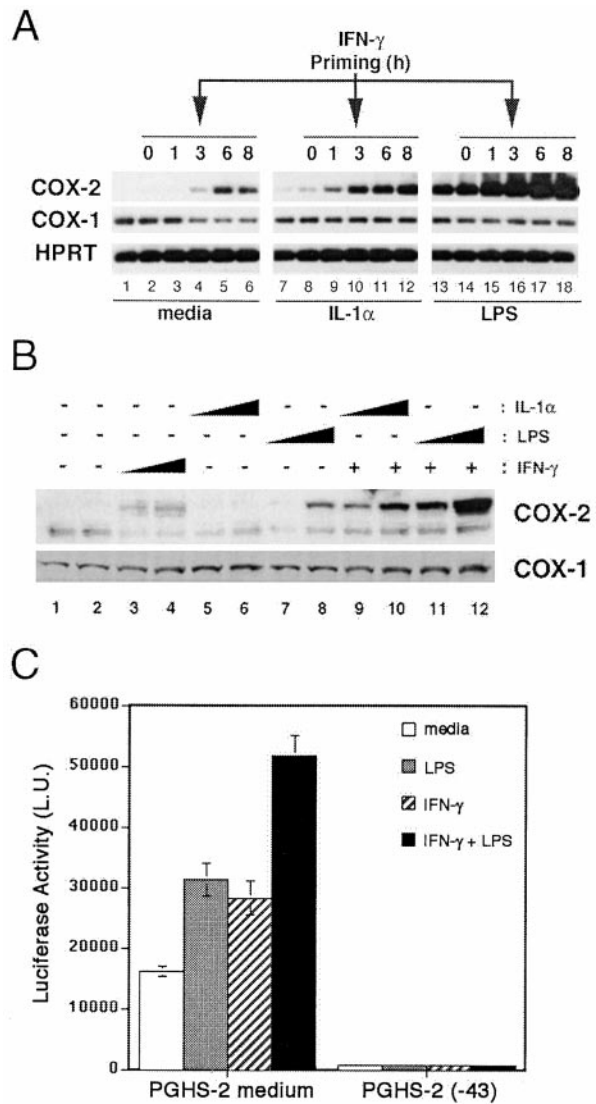 A
IFN-γ
Priming (h)
0 1 3 6 8 0 1 3 6 8 0 1 3 6 8
COX-2
COX-1
HPRT
1 2 3 4 5 6 7 8 9 10 11 12 13 14 15 16 17 18
media IL-1α LPS
B
- - - - - - - - : IL-1α
- - - - - - - - : LPS
- - - - - - + + + + : IFN-γ
COX-2
COX-1
1 2 3 4 5 6 7 8 9 10 11 12
C
Luciferase Activity (L.U.)
60000
50000
40000
30000
20000
10000
0
media
LPS
IFN-γ
IFN-γ + LPS
PGHS-2 medium PGHS-2 (-43)